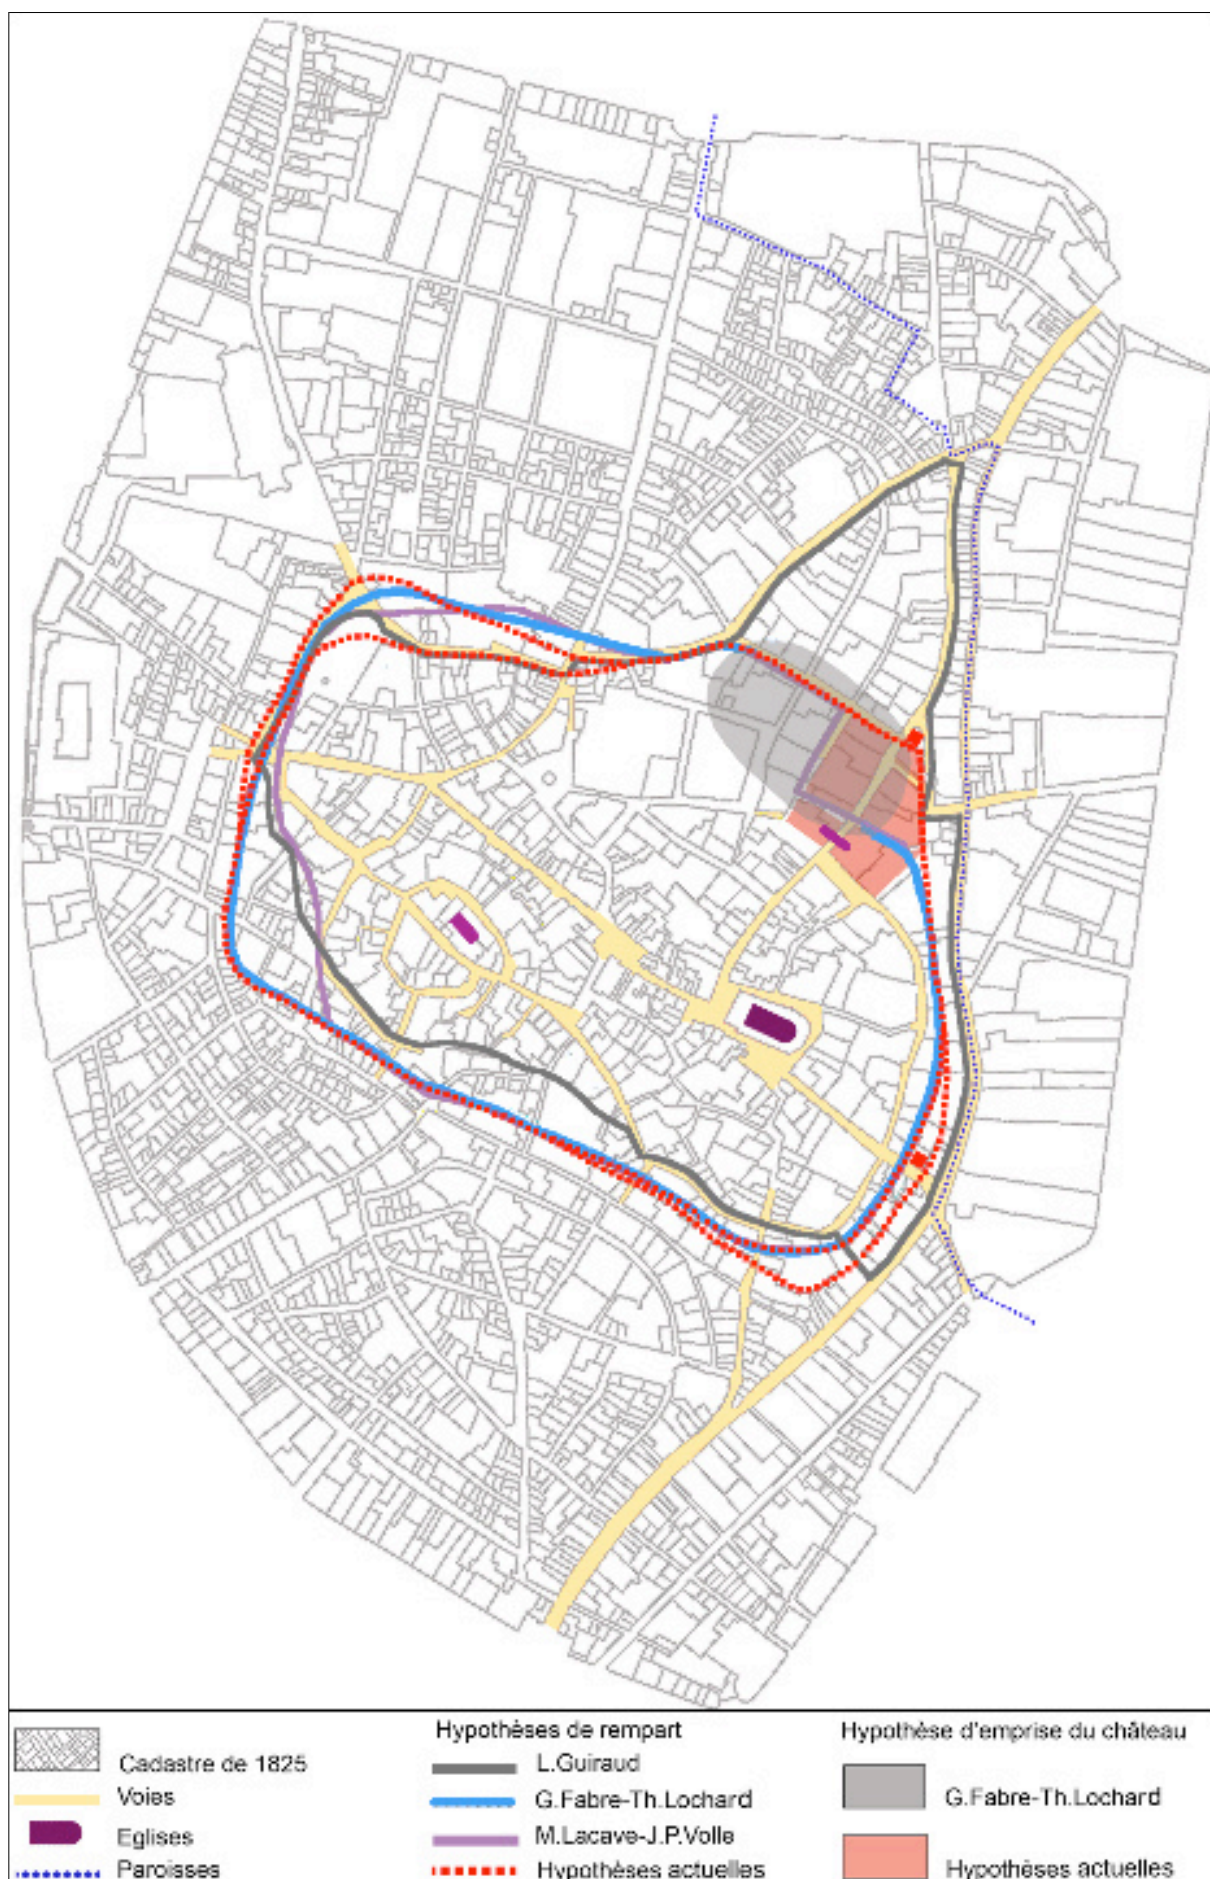 Cadastre de 1825
Voies
Eglises
Paroisses
Hypothèses de rempart
L.Guiraud
G.Fabre-Th.Lochard
M.Lacave-J.P.Volle
Hypothèses actuelles
Hypothèse d'emprise du château
G.Fabre-Th.Lochard
Hypothèses actuelles